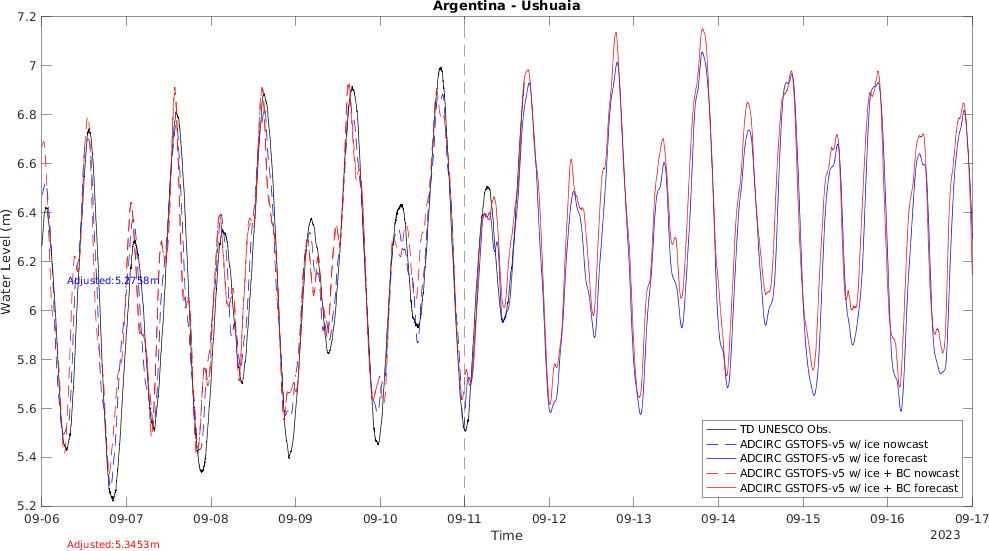 Argentina - Ushuaia
7.2
7
6.8
6.6
6.4
6.2
6
5.8
5.6
5.4
5.2
Water Level (m)
Adjusted:5.2758m
TD UNESCO Obs.
ADCIRC GSTOFS-v5 w/ ice nowcast
ADCIRC GSTOFS-v5 w/ ice forecast
ADCIRC GSTOFS-v5 w/ ice + BC nowcast
ADCIRC GSTOFS-v5 w/ ice + BC forecast
09-06 09-07 09-08 09-09 09-10 09-11 09-12 09-13 09-14 09-15 09-16 09-17
Time
2023
Adjusted:5.3453m